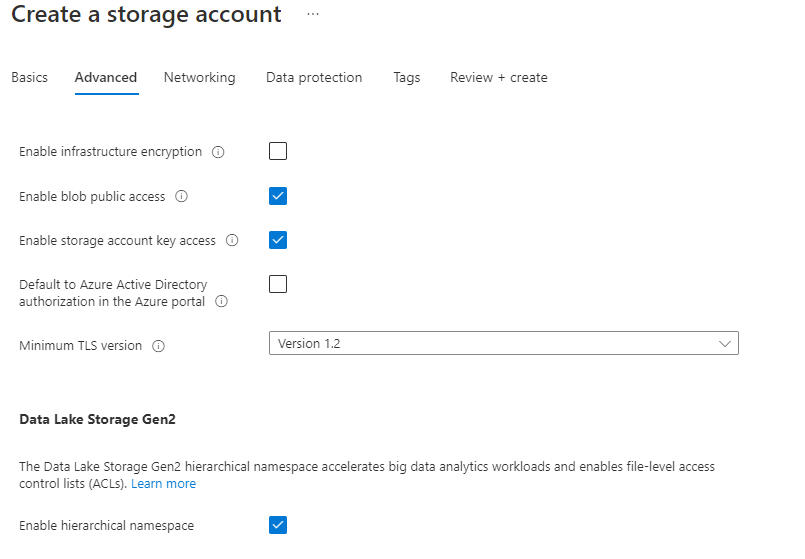 Create a storage account ...
Basics Advanced Networking Data protection Tags Review + create
Enable infrastructure encryption
Enable blob public access
Enable storage account key access
Default to Azure Active Directory
authorization in the Azure portal
Minimum TLS version Version 1.2
Data Lake Storage Gen2
The Data Lake Storage Gen2 hierarchical namespace accelerates big data analytics workloads and enables file-level access
control lists (ACLs). Learn more
Enable hierarchical namespace